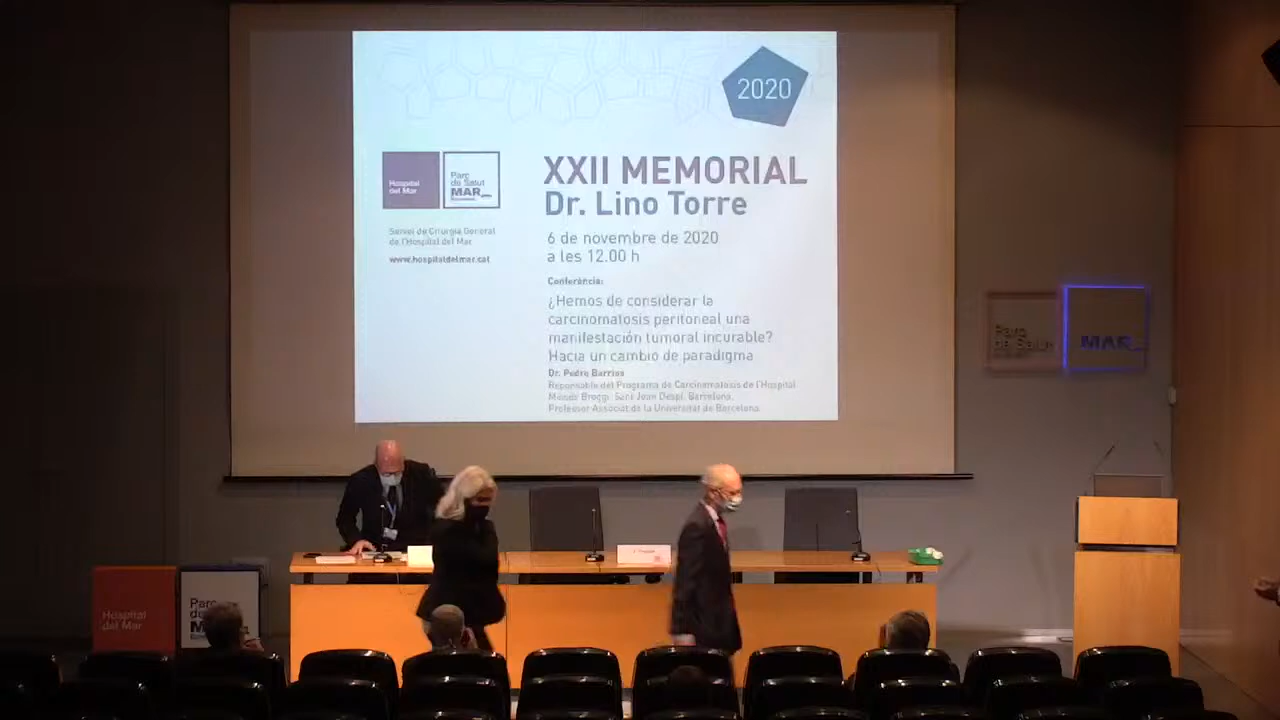 2020
XXII MEMORIAL
Dr. Lino Torre
6 de novembre de 2020
a les 12.00 h
Conferència:
¿Hemos de considerar la
carcinomatosis peritoneal una
manifestación tumoral incurable?
Hacia un cambio de paradigma
Dr. Pedro Barrios
Responsable del Programa de Carcinomatosis de l'Hospital
Moisès Broggi. Sant Joan Despí. Barcelona.
Professor Associat de la Universitat de Barcelona
Hospital
del Mar
Parc
de Salut
MAR
Barcelona
Servei de Cirurgia General
de l'Hospital del Mar
www.hospitaldelmar.cat
Parc
de Salut
MAR
Hospital
del Mar
Parc
de
M